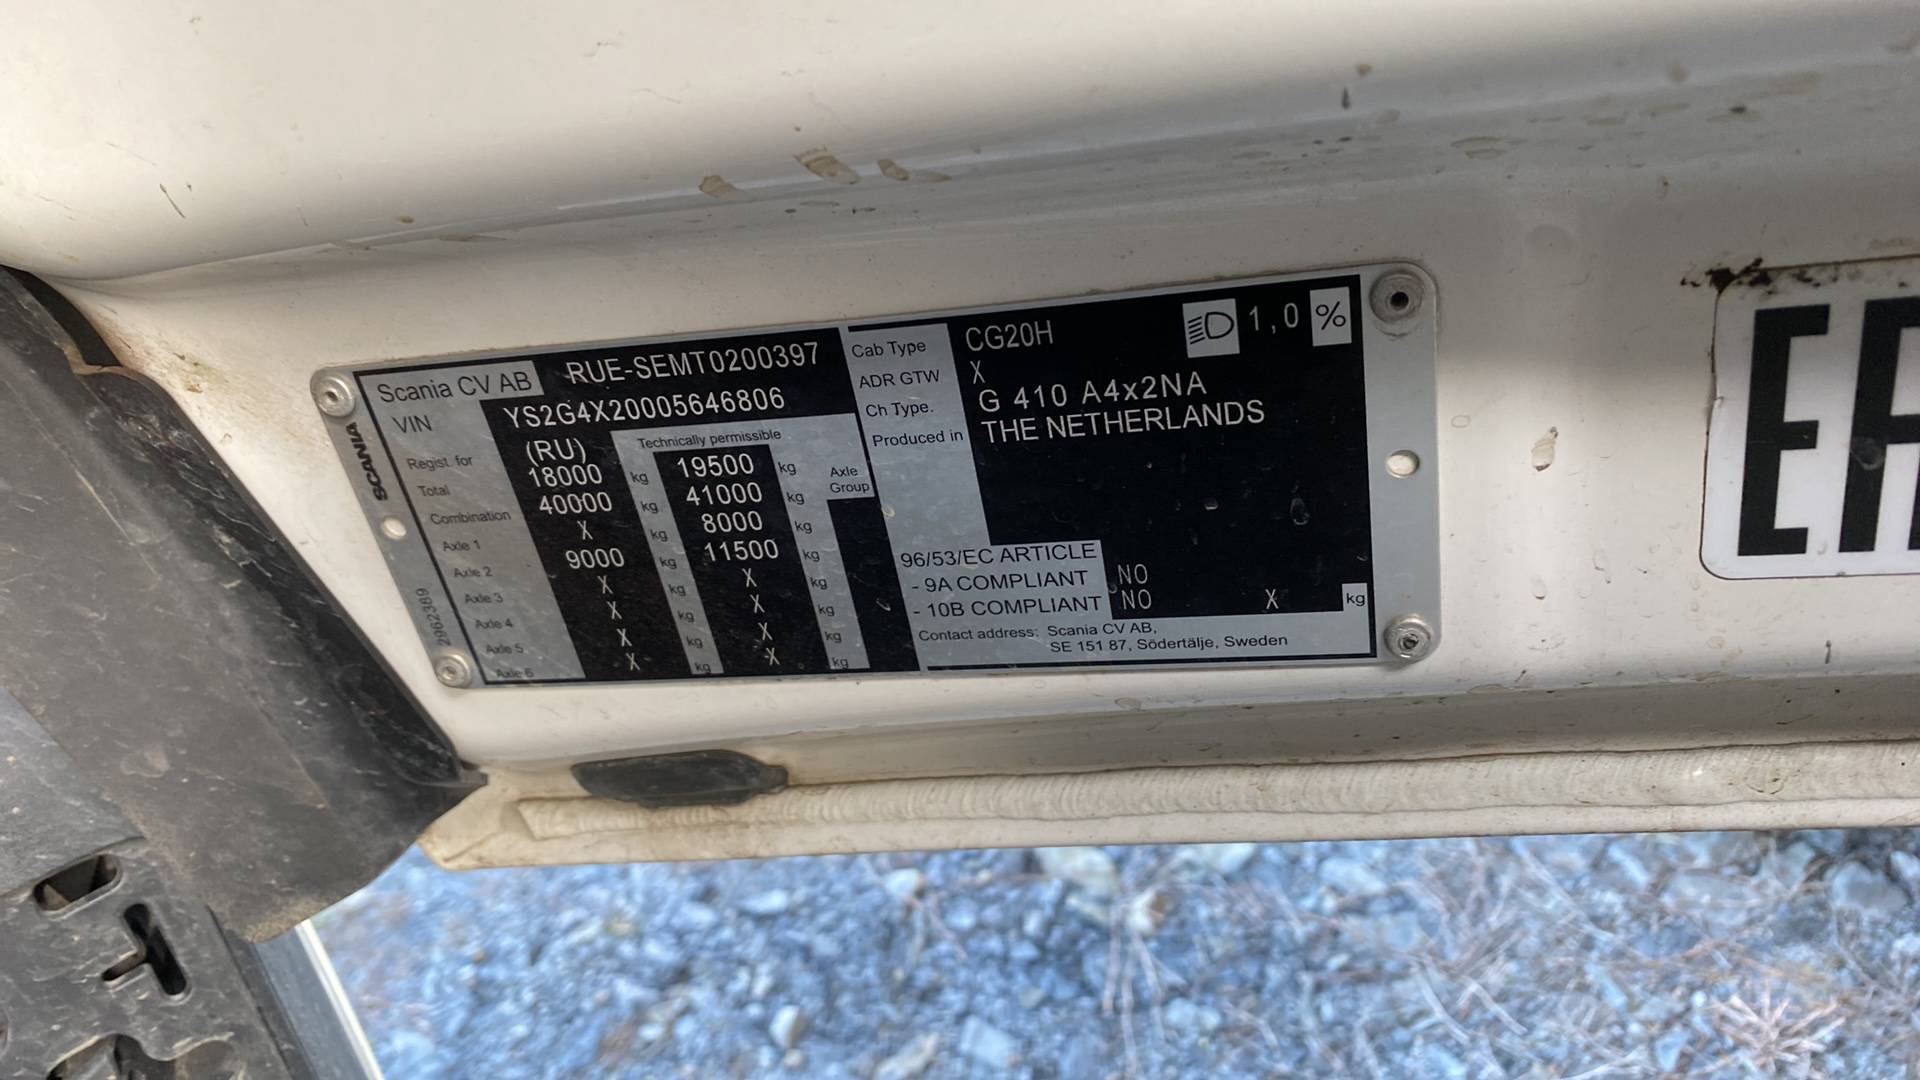 SCANIA
2962389
Scania CV AB RUE-SEMT0200397
VIN YS2G4X20005646806
Regist. for (RU) Technically permissible
Total 18000 kg 19500 kg Axle Group
Combination 40000 kg 41000 kg
Axle 1 X kg 8000 kg
Axle 2 9000 kg 11500 kg
Axle 3 X kg X kg
Axle 4 X kg X kg
Axle 5 X kg X kg
Axle 6 X kg X kg
Cab Type CG20H 1,0 %
ADR GTW X
Ch Type. G 410 A4x2NA
Produced in THE NETHERLANDS
96/53/EC ARTICLE
- 9A COMPLIANT NO
- 10B COMPLIANT NO X kg
Contact address: Scania CV AB,
SE 151 87, Södertälje, Sweden